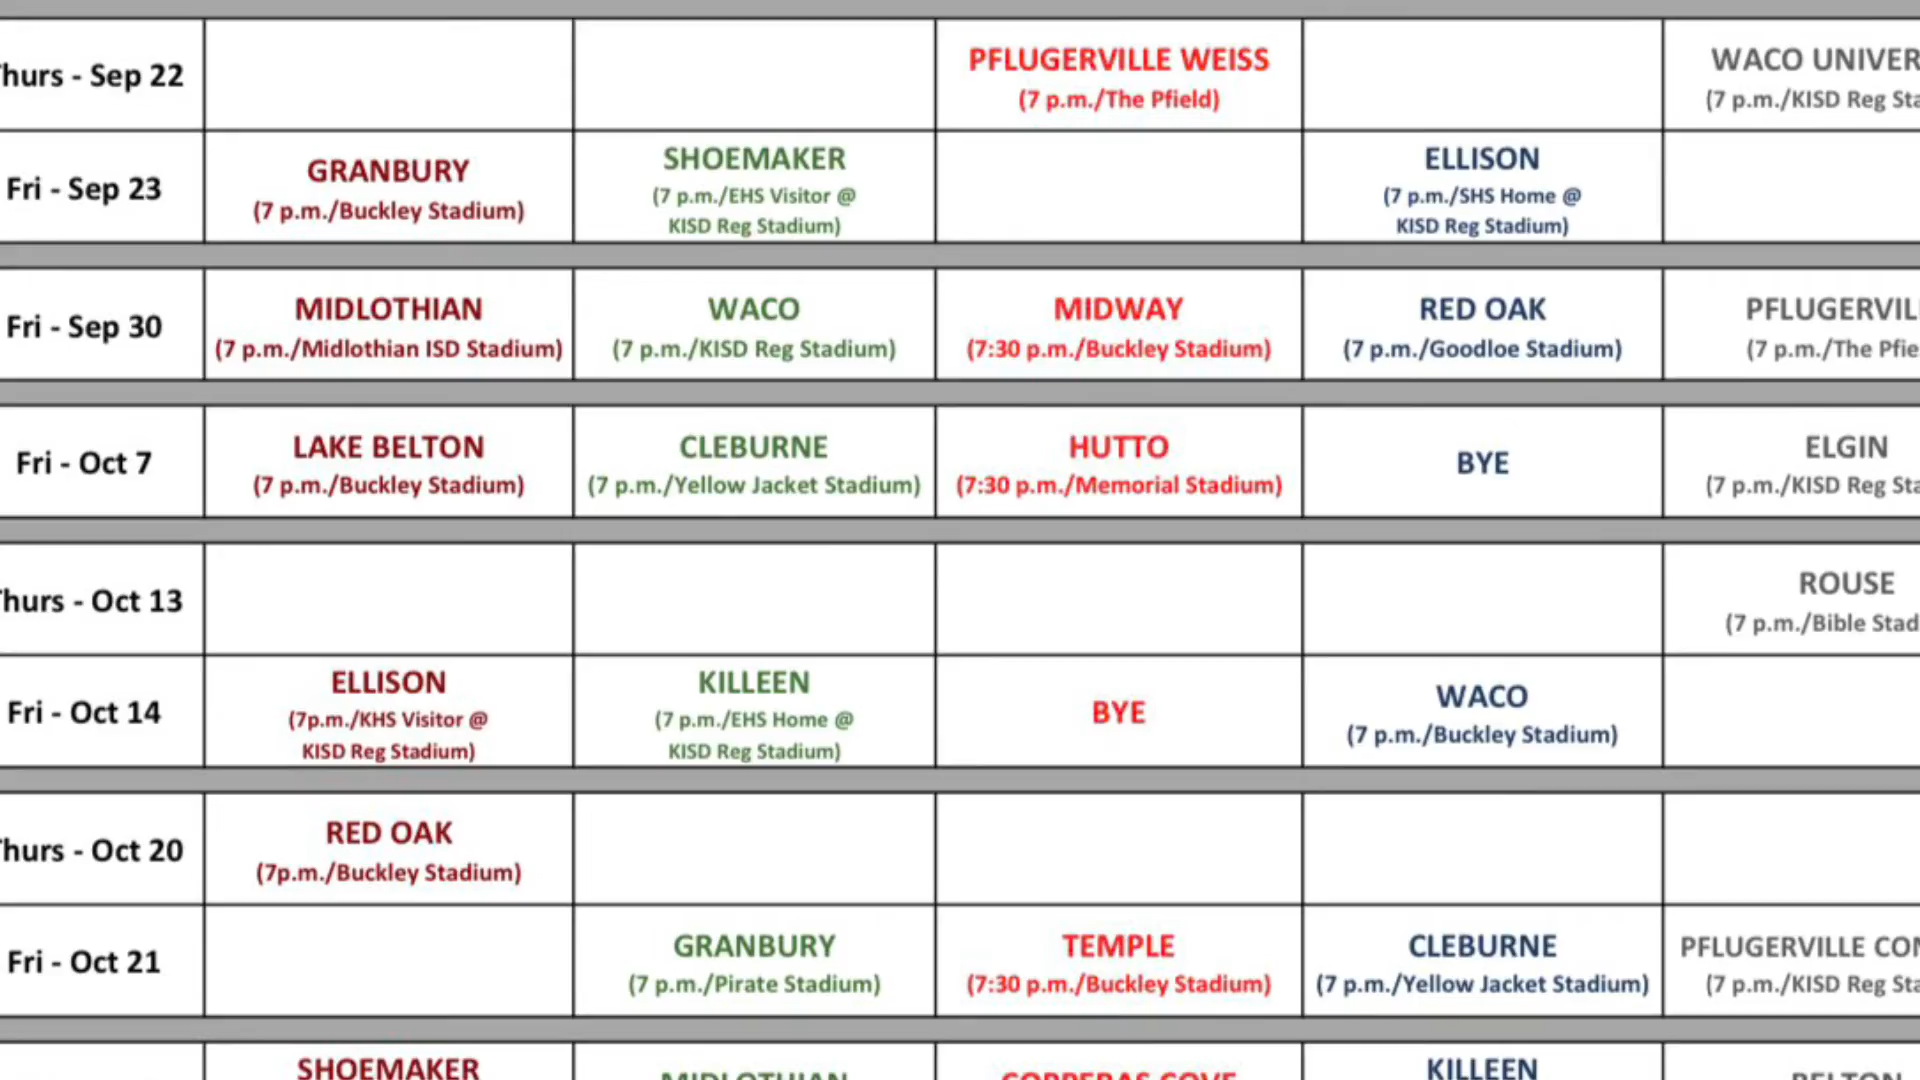 hurs - Sep 22
PFLUGERVILLE WEISS
(7 p.m./The Pfield)
WACO UNIVER
(7 p.m./KISD Reg Sta
Fri - Sep 23
GRANBURY
(7 p.m./Buckley Stadium)
SHOEMAKER
(7 p.m./EHS Visitor @
KISD Reg Stadium)
ELLISON
(7 p.m./SHS Home @
KISD Reg Stadium)
Fri - Sep 30
MIDLOTHIAN
(7 p.m./Midlothian ISD Stadium)
WACO
(7 p.m./KISD Reg Stadium)
MIDWAY
(7:30 p.m./Buckley Stadium)
RED OAK
(7 p.m./Goodloe Stadium)
PFLUGERVIL
(7 p.m./The Pfie
Fri - Oct 7
LAKE BELTON
(7 p.m./Buckley Stadium)
CLEBURNE
(7 p.m./Yellow Jacket Stadium)
HUTTO
(7:30 p.m./Memorial Stadium)
BYE
ELGIN
(7 p.m./KISD Reg Sta
hurs - Oct 13
ROUSE
(7 p.m./Bible Stad
Fri - Oct 14
ELLISON
(7p.m./KHS Visitor @
KISD Reg Stadium)
KILLEEN
(7 p.m./EHS Home @
KISD Reg Stadium)
BYE
WACO
(7 p.m./Buckley Stadium)
hurs - Oct 20
RED OAK
(7p.m./Buckley Stadium)
Fri - Oct 21
GRANBURY
(7 p.m./Pirate Stadium)
TEMPLE
(7:30 p.m./Buckley Stadium)
CLEBURNE
(7 p.m./Yellow Jacket Stadium)
PFLUGERVILLE CON
(7 p.m./KISD Reg Sta
SHOEMAKER
MIDLOTHIAN
COPPERAS COVE
KILLEEN
BELTON